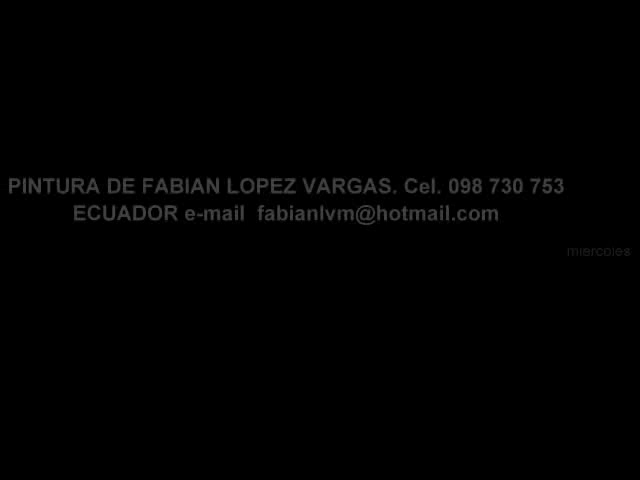 PINTURA DE FABIAN LOPEZ VARGAS. Cel. 098 730 753
ECUADOR e-mail fabianlvm@hotmail.com
miercoles